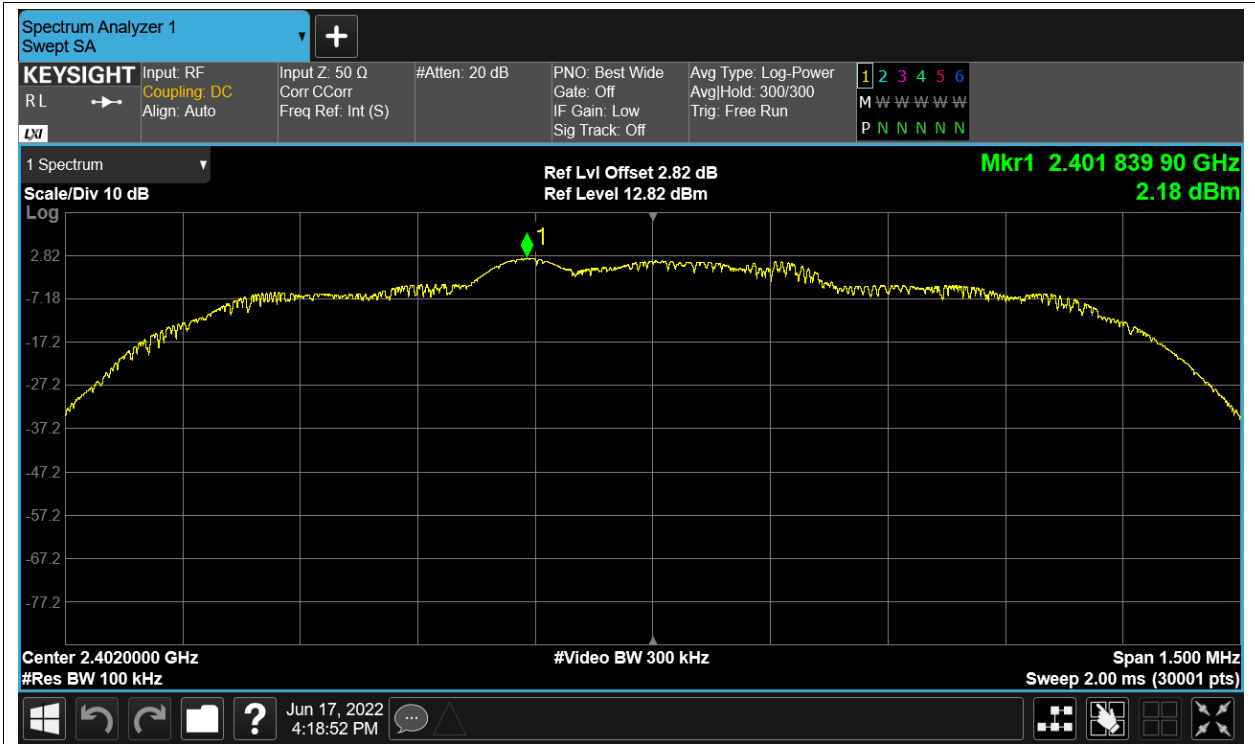 Spectrum Analyzer 1
Swept SA
KEYSIGHT
RL
LXI
Input: RF
Coupling: DC
Align: Auto
Input Z: 50 Ω
Corr CCorr
Freq Ref: Int (S)
#Atten: 20 dB
PNO: Best Wide
Gate: Off
IF Gain: Low
Sig Track: Off
Avg Type: Log-Power
Avg|Hold: 300/300
Trig: Free Run
1 2 3 4 5 6
M W W W W W
P N N N N N
1 Spectrum
Scale/Div 10 dB
Log
Ref Lvl Offset 2.82 dB
Ref Level 12.82 dBm
Mkr1 2.401 839 90 GHz
2.18 dBm
1
2.82
-7.18
-17.2
-27.2
-37.2
-47.2
-57.2
-67.2
-77.2
Center 2.4020000 GHz
#Video BW 300 kHz
Span 1.500 MHz
#Res BW 100 kHz
Sweep 2.00 ms (30001 pts)
?
Jun 17, 2022
4:18:52 PM